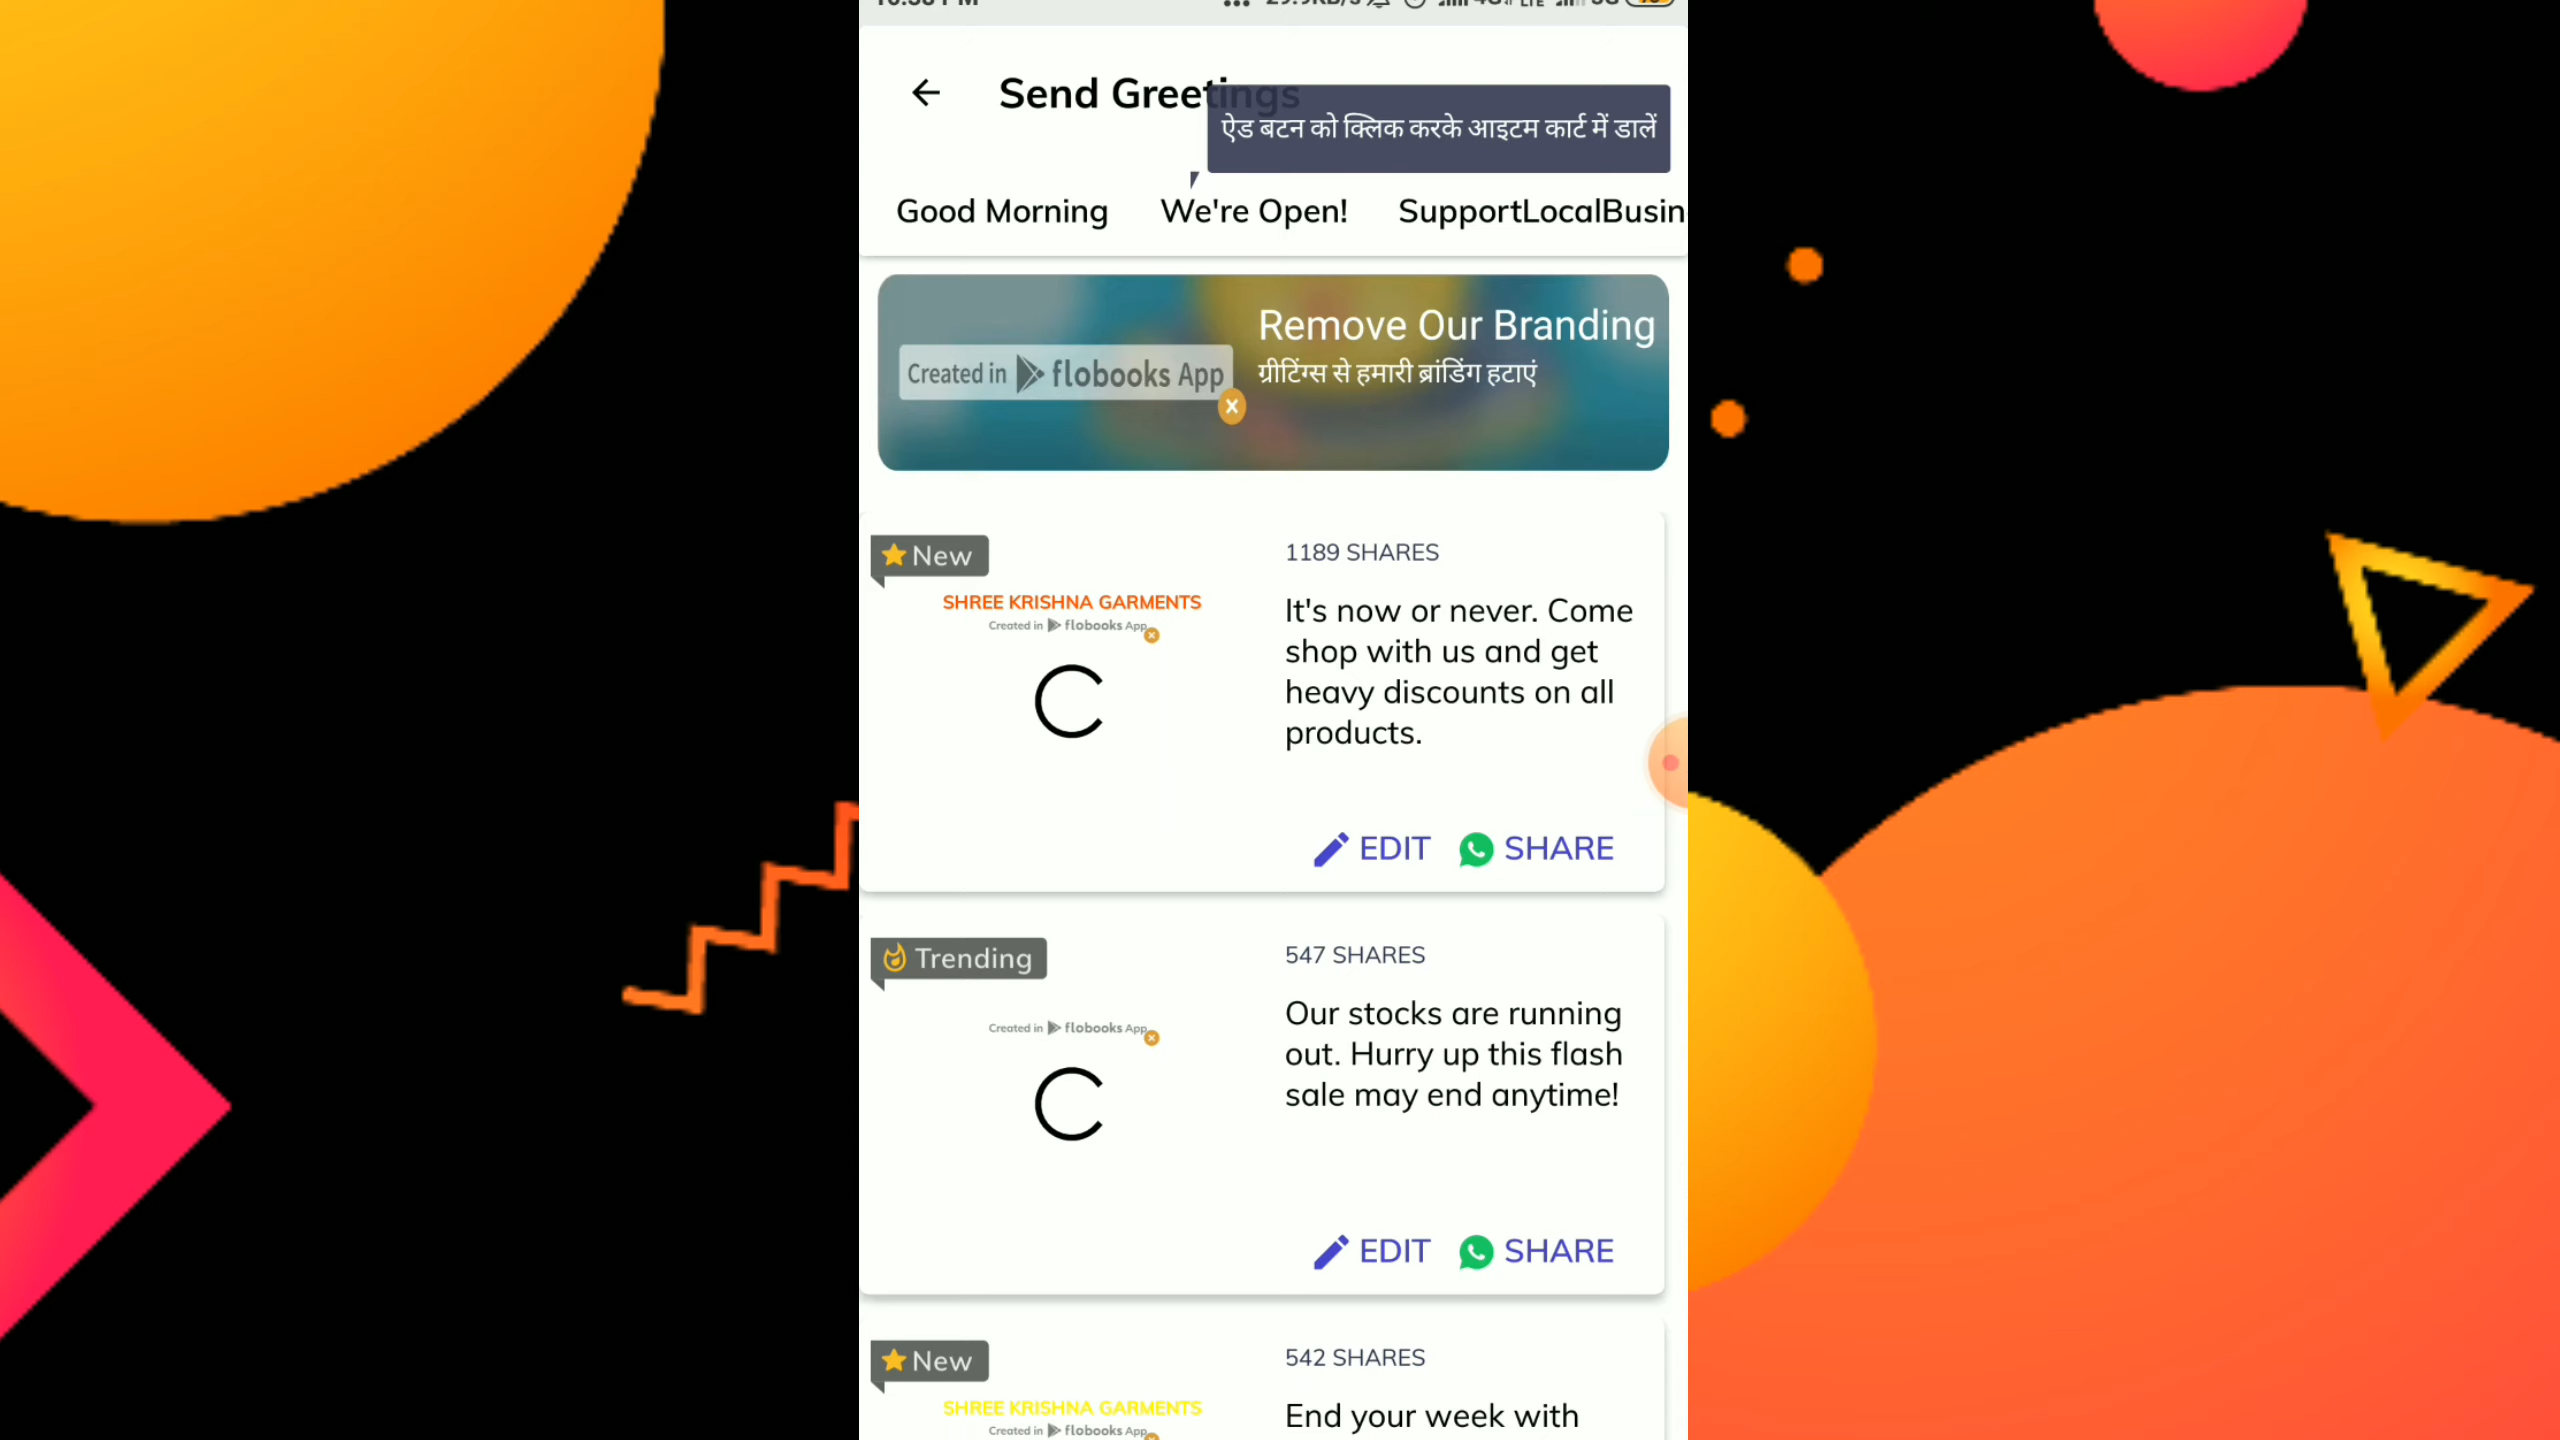 Send Greetings
ऐड बटन को क्लिक करके आइटम कार्ट में डालें
Good Morning We're Open! SupportLocalBusin
Remove Our Branding
Created in flobooks App
ग्रीटिंग्स से हमारी ब्रांडिंग हटाएं
New
1189 SHARES
SHREE KRISHNA GARMENTS
Created in flobooks App
It's now or never. Come
shop with us and get
heavy discounts on all
products.
EDIT SHARE
Trending
547 SHARES
Created in flobooks App
Our stocks are running
out. Hurry up this flash
sale may end anytime!
EDIT SHARE
New
542 SHARES
SHREE KRISHNA GARMENTS
Created in flobooks App
End your week with